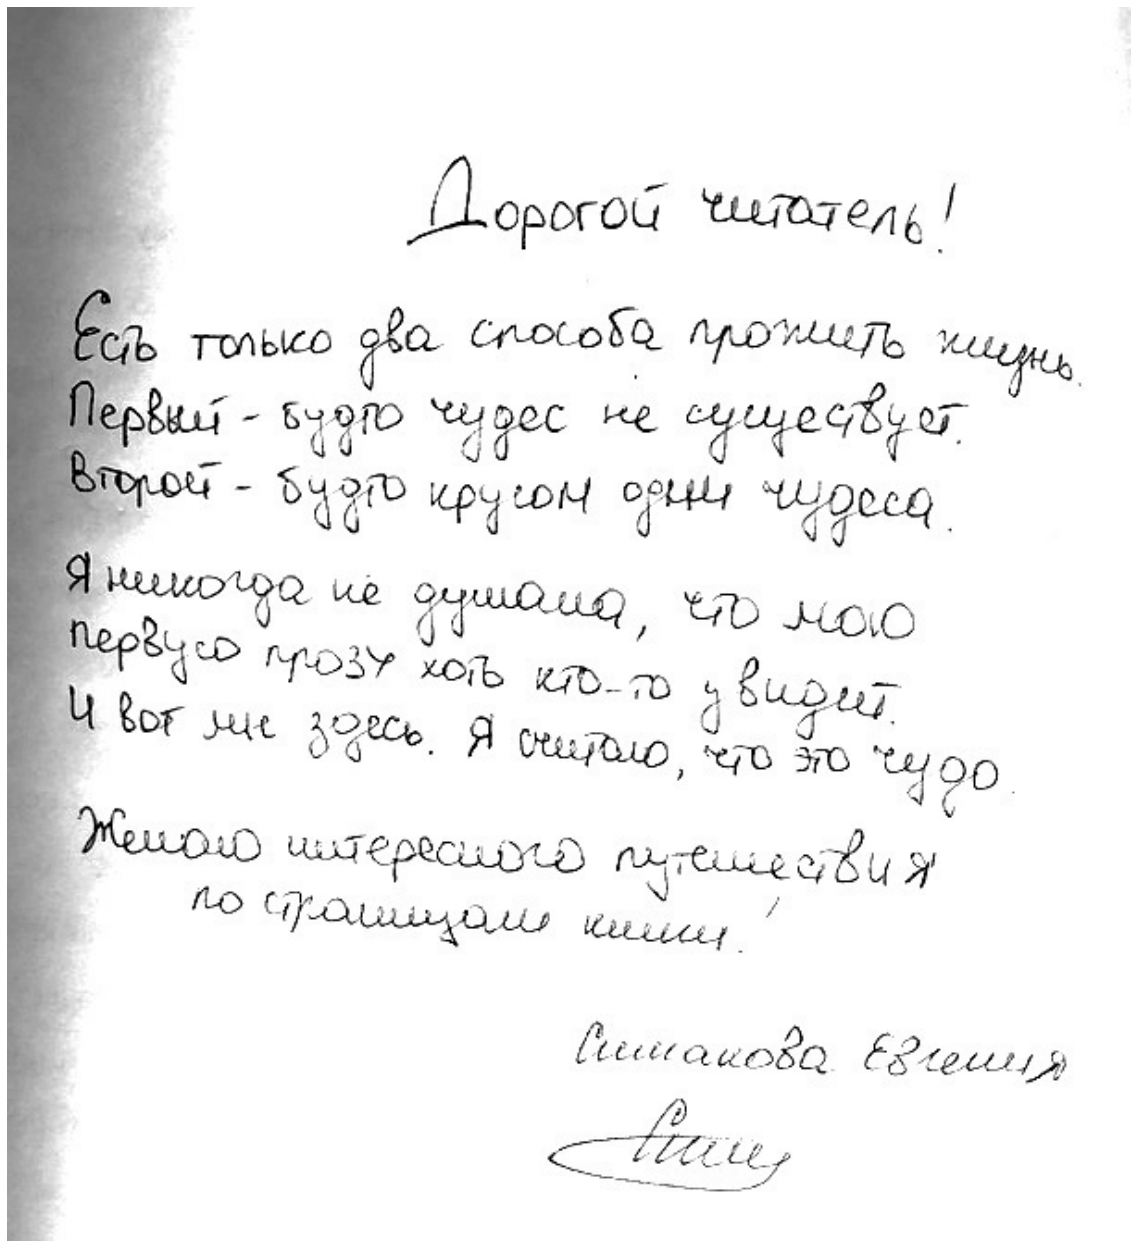 Дорогой читатель!
Есть только два способа прожить жизнь.
Первый - будто чудес не существует.
Второй - будто кругом одни чудеса.
Я никогда не думала, что мою
первую прозу хоть кто-то увидит.
И вот мы здесь. Я считаю, что это чудо.
Желаю интересного путешествия
по страницам книги!
Симакова Евгения